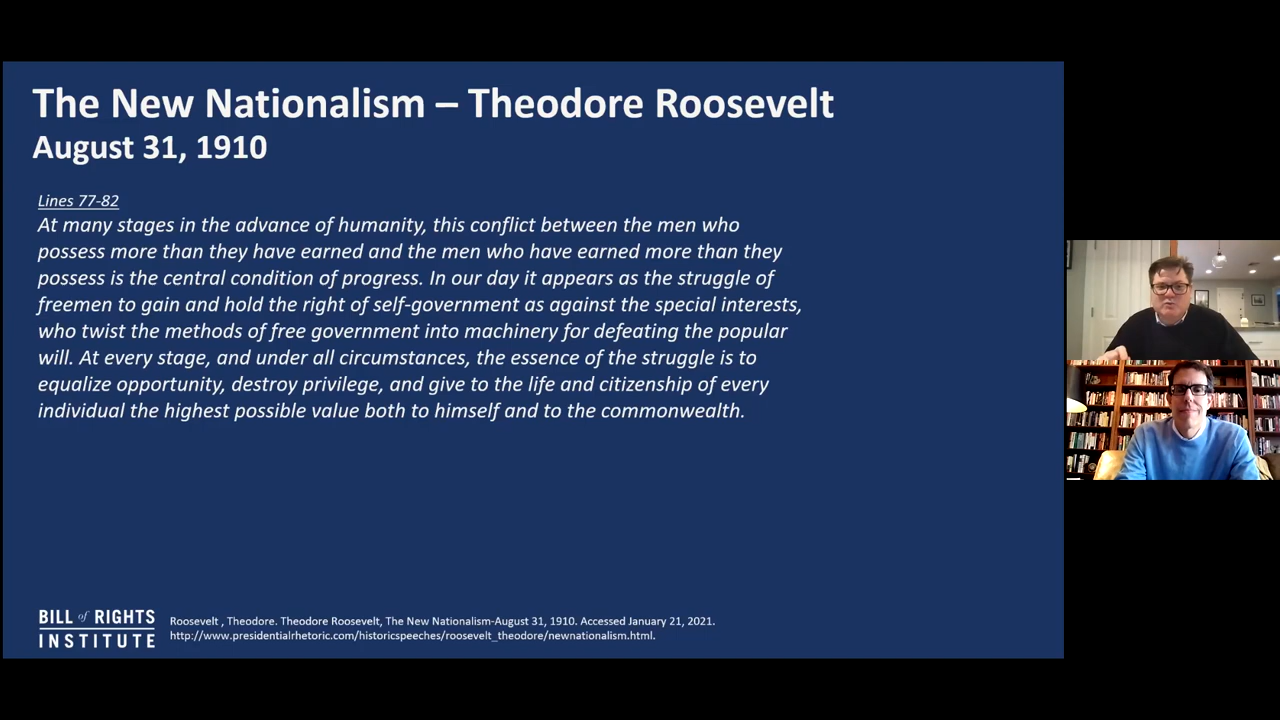 The New Nationalism – Theodore Roosevelt
August 31, 1910
Lines 77-82
At many stages in the advance of humanity, this conflict between the men who
possess more than they have earned and the men who have earned more than they
possess is the central condition of progress. In our day it appears as the struggle of
freemen to gain and hold the right of self-government as against the special interests,
who twist the methods of free government into machinery for defeating the popular
will. At every stage, and under all circumstances, the essence of the struggle is to
equalize opportunity, destroy privilege, and give to the life and citizenship of every
individual the highest possible value both to himself and to the commonwealth.
BILL of RIGHTS
INSTITUTE
Roosevelt , Theodore. Theodore Roosevelt, The New Nationalism-August 31, 1910. Accessed January 21, 2021.
http://www.presidentialrhetoric.com/historicspeeches/roosevelt_theodore/newnationalism.html.